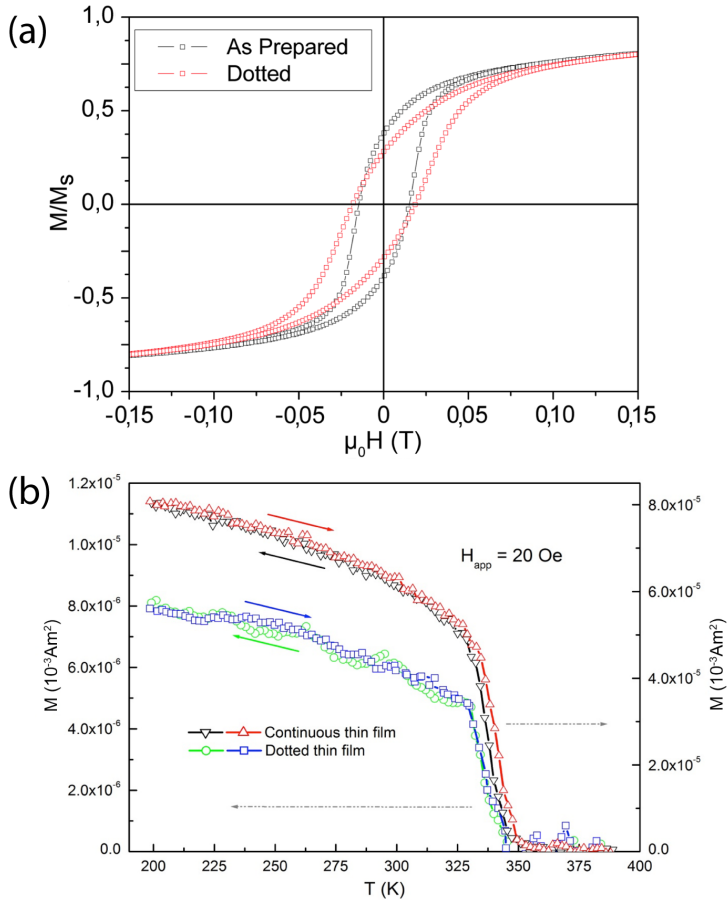 (a)
1,0
0,5
0,0
-0,5
-1,0
M/Ms
As Prepared
Dotted
-0,15 -0,10 -0,05 0 0,05 0,10 0,15
μ0H (T)
(b)
1.2x10-5
1.0x10-5
8.0x10-6
6.0x10-6
4.0x10-6
2.0x10-6
0.0
M (10-3Am2)
Happ = 20 Oe
Continuous thin film
Dotted thin film
8.0x10-5
6.0x10-5
4.0x10-5
2.0x10-5
0.0
M (10-3Am2)
200 225 250 275 300 325 350 375 400
T (K)